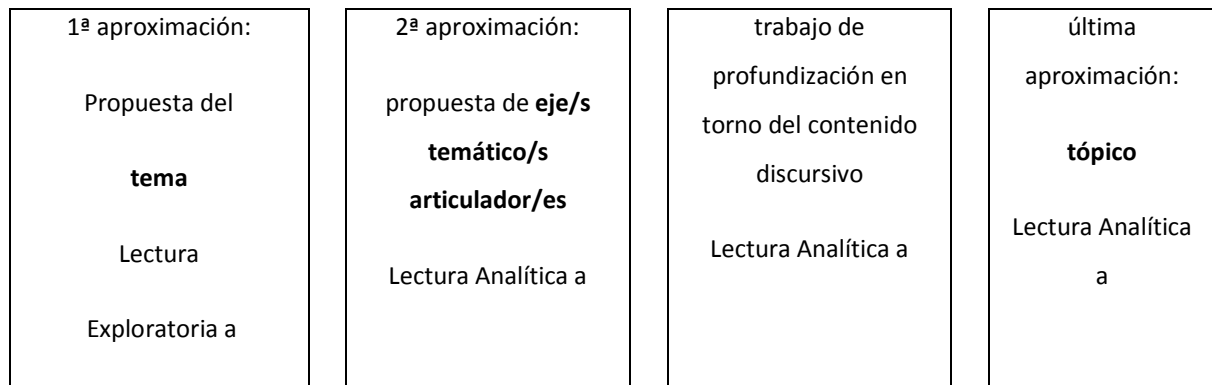 1ª aproximación:
Propuesta del
tema
Lectura
Exploratoria a
2ª aproximación:
propuesta de eje/s
temático/s
articulador/es
Lectura Analítica a
trabajo de
profundización en
torno del contenido
discursivo
Lectura Analítica a
última
aproximación:
tópico
Lectura Analítica
a